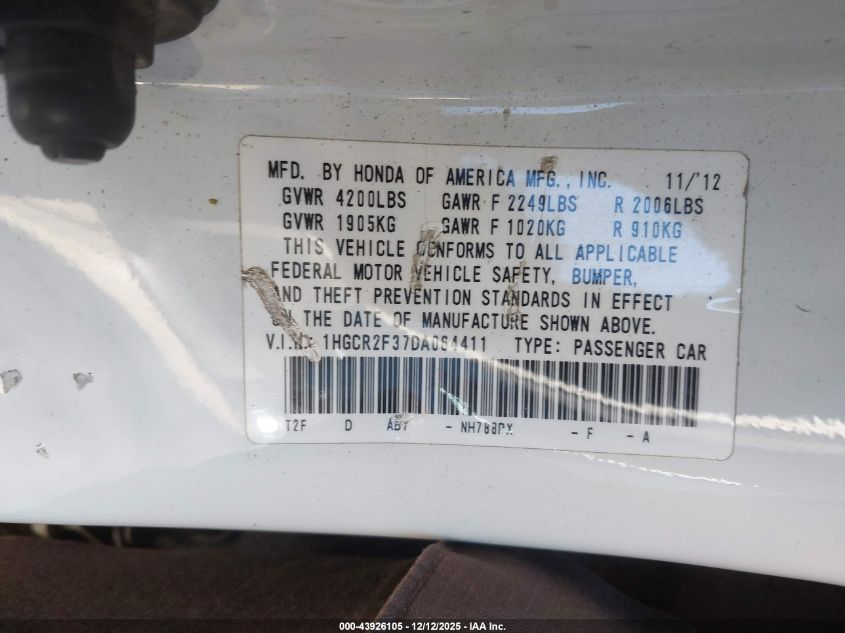 MFD. BY HONDA OF AMERICA MFG., INC. 11/'12
GVWR 4200LBS GAWR F 2249LBS R 2006LBS
GVWR 1905KG GAWR F 1020KG R 910KG
THIS VEHICLE CONFORMS TO ALL APPLICABLE
FEDERAL MOTOR VEHICLE SAFETY, BUMPER,
AND THEFT PREVENTION STANDARDS IN EFFECT
ON THE DATE OF MANUFACTURE SHOWN ABOVE.
V.I.N. 1HGCR2F37DA064411 TYPE: PASSENGER CAR
T2F D - NH788PX - F - A
000-43926105 - 12/12/2025 - IAA Inc.